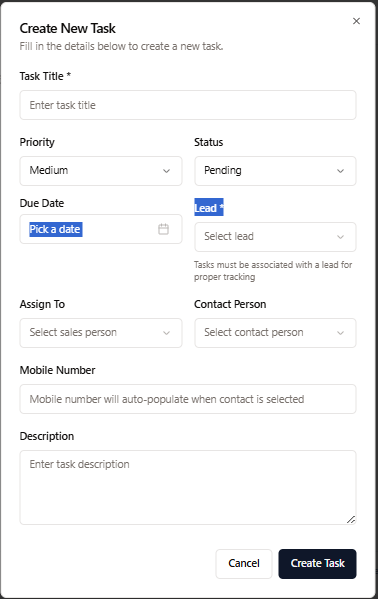 Create New Task
Fill in the details below to create a new task.
Task Title *
Enter task title
Priority
Status
Medium
Pending
Due Date
Lead *
Pick a date
Select lead
Tasks must be associated with a lead for
proper tracking
Assign To
Contact Person
Select sales person
Select contact person
Mobile Number
Mobile number will auto-populate when contact is selected
Description
Enter task description
Cancel
Create Task